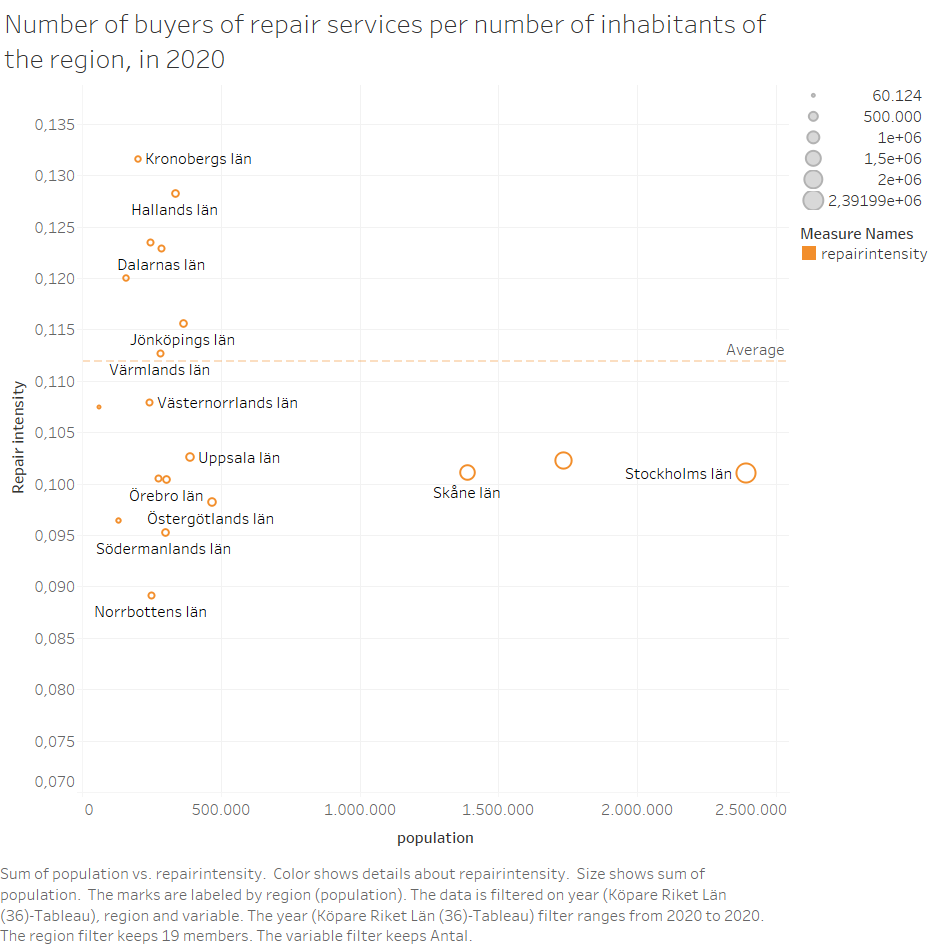 Number of buyers of repair services per number of inhabitants of
the region, in 2020
60.124
500.000
1e+06
1,5e+06
2e+06
2,39199e+06
Measure Names
repairintensity
Repair intensity
0,135
0,130
0,125
0,120
0,115
0,110
0,105
0,100
0,095
0,090
0,085
0,080
0,075
0,070
Kronobergs län
Hallands län
Dalarnas län
Jönköpings län
Average
Värmlands län
Västernorrlands län
Uppsala län
Stockholms län
Skåne län
Örebro län
Östergötlands län
Södermanlands län
Norrbottens län
0
500.000
1.000.000
1.500.000
2.000.000
2.500.000
population
Sum of population vs. repairintensity.  Color shows details about repairintensity.  Size shows sum of
population.  The marks are labeled by region (population). The data is filtered on year (Köpare Riket Län
(36)-Tableau), region and variable. The year (Köpare Riket Län (36)-Tableau) filter ranges from 2020 to 2020.
The region filter keeps 19 members. The variable filter keeps Antal.